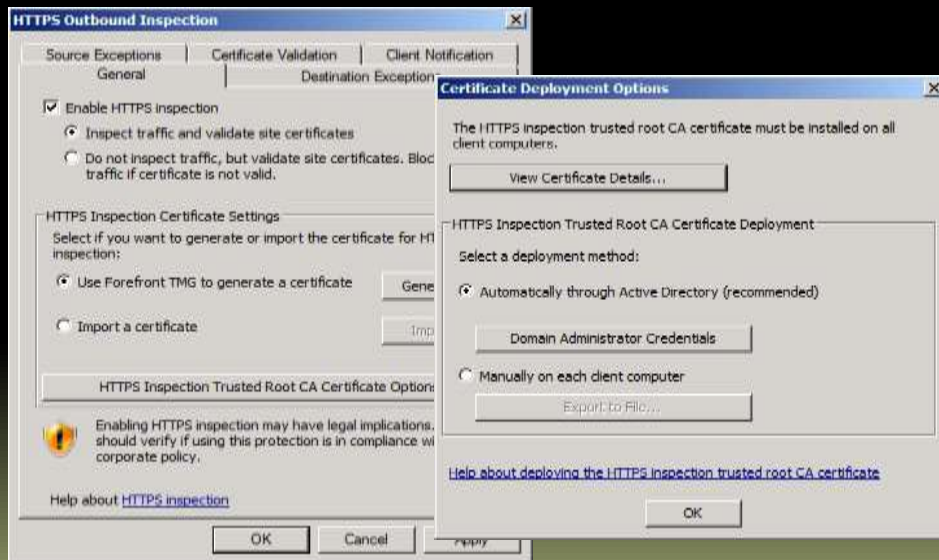 HTTPS Outbound Inspection
Source Exceptions
Certificate Validation
Client Notification
General
Destination Exceptions
Enable HTTPS inspection
Inspect traffic and validate site certificates
Do not inspect traffic, but validate site certificates. Bloc
traffic if certificate is not valid.
HTTPS Inspection Certificate Settings
Select if you want to generate or import the certificate for HT
inspection:
Use Forefront TMG to generate a certificate
Gene
Import a certificate
Imp
HTTPS Inspection Trusted Root CA Certificate Options
Enabling HTTPS inspection may have legal implications.
should verify if using this protection is in compliance wi
corporate policy.
Help about HTTPS inspection
OK
Cancel
Apply
Certificate Deployment Options
The HTTPS inspection trusted root CA certificate must be installed on all
client computers.
View Certificate Details...
HTTPS Inspection Trusted Root CA Certificate Deployment
Select a deployment method:
Automatically through Active Directory (recommended)
Domain Administrator Credentials
Manually on each client computer
Export to File...
Help about deploying the HTTPS inspection trusted root CA certificate
OK